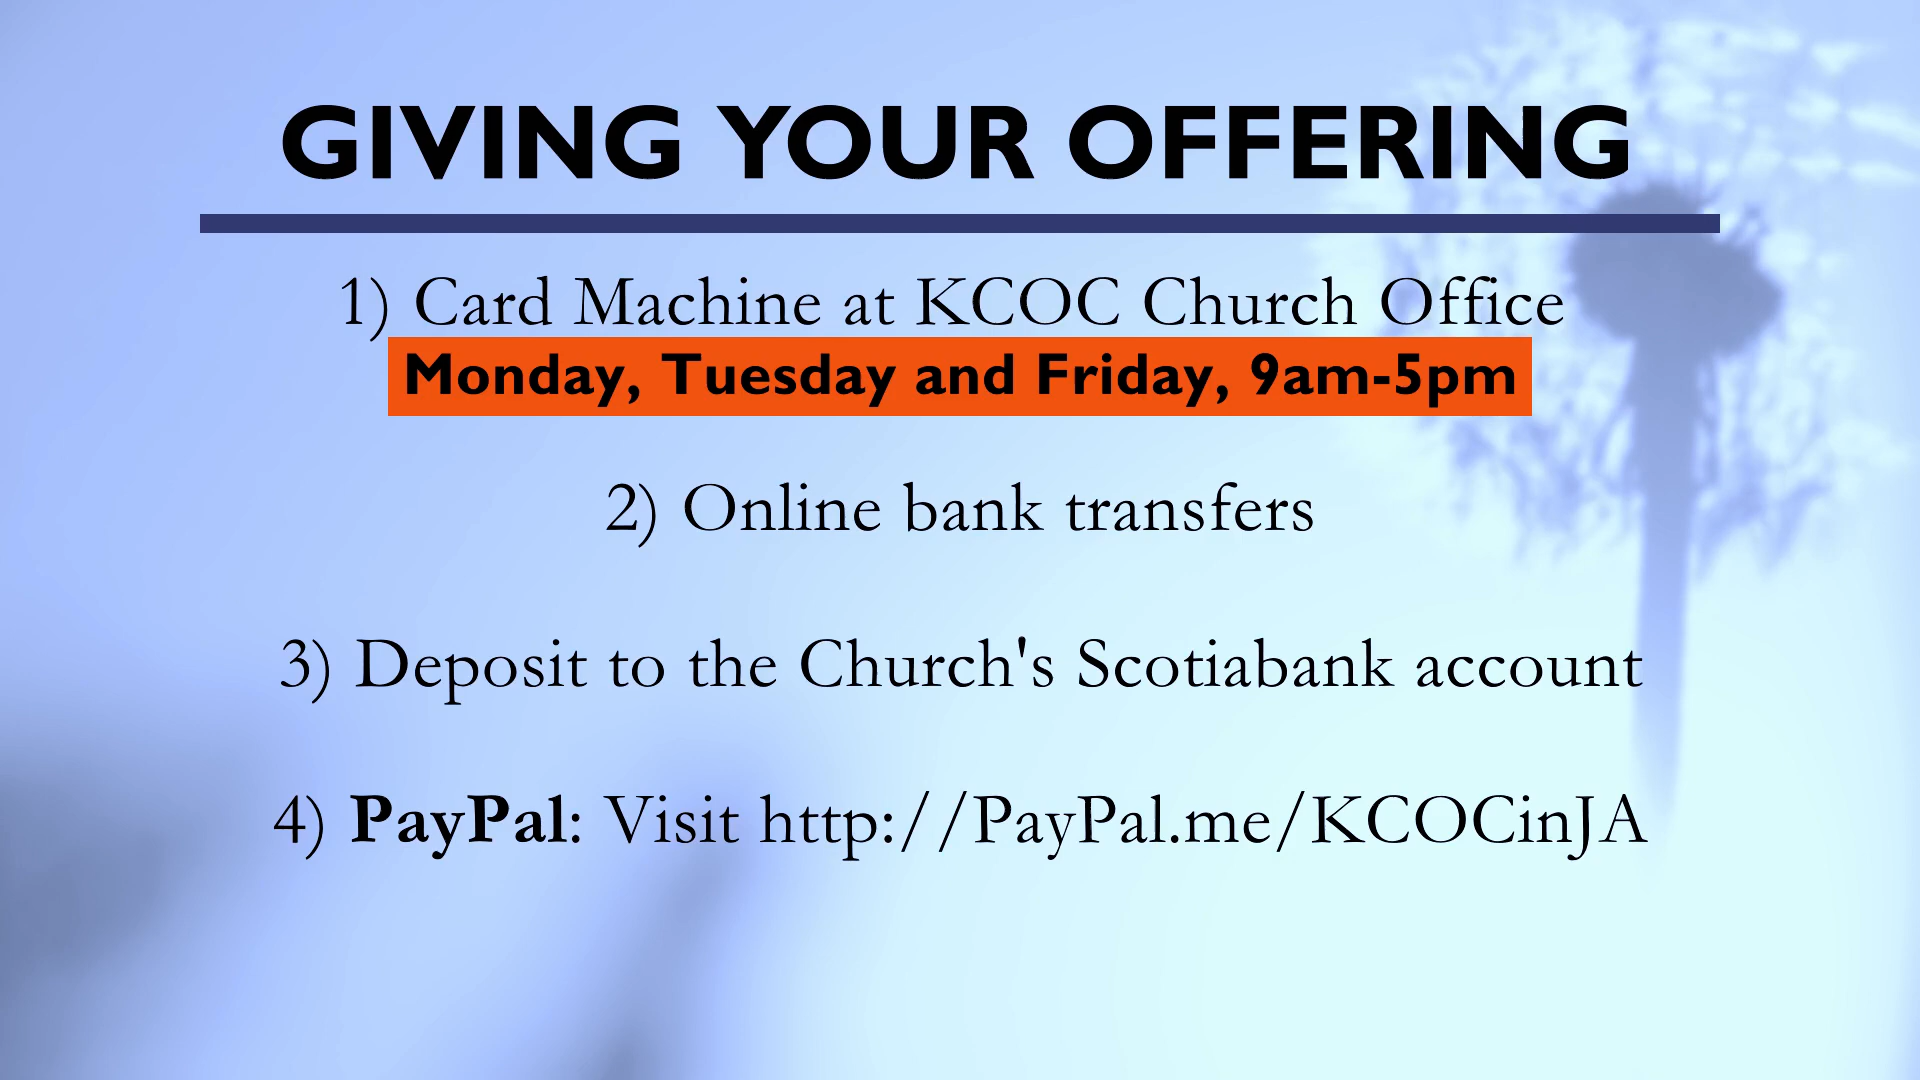 GIVING YOUR OFFERING
1) Card Machine at KCOC Church Office
Monday, Tuesday and Friday, 9am-5pm
2) Online bank transfers
3) Deposit to the Church's Scotiabank account
4) PayPal: Visit http://PayPal.me/KCOCinJA